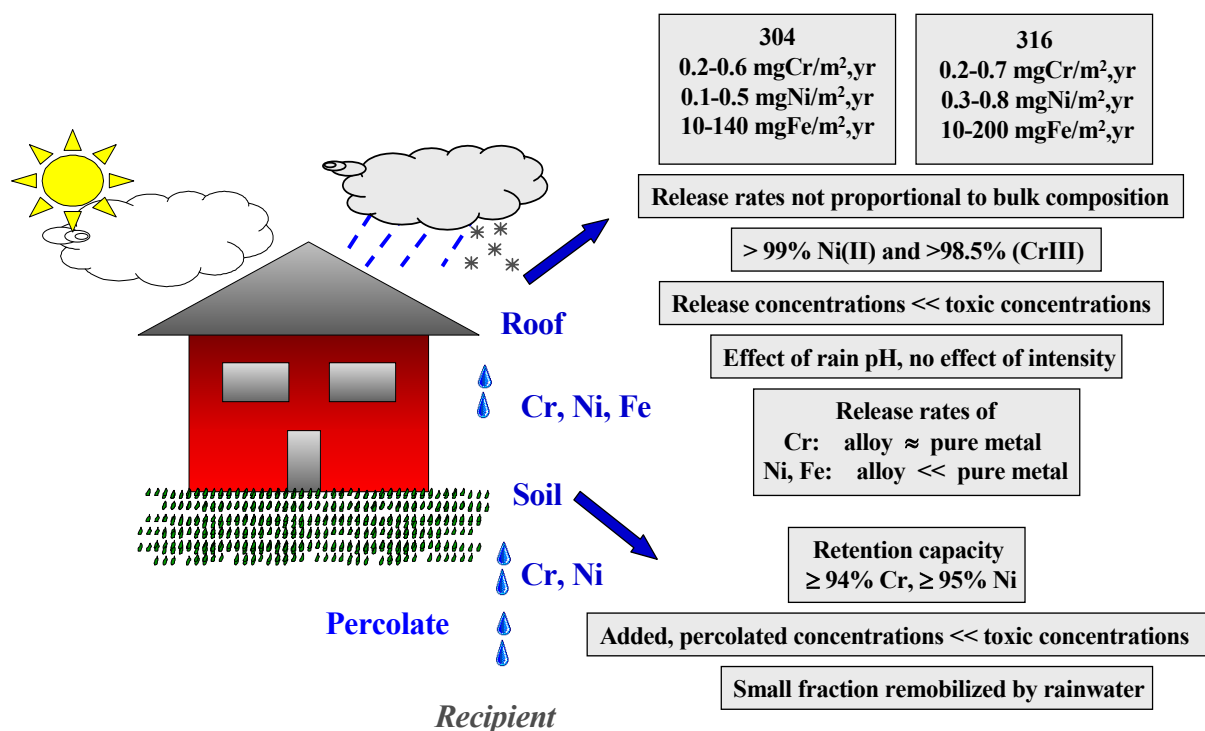 304
0.2-0.6 mgCr/m²,yr
0.1-0.5 mgNi/m²,yr
10-140 mgFe/m²,yr
316
0.2-0.7 mgCr/m²,yr
0.3-0.8 mgNi/m²,yr
10-200 mgFe/m²,yr
Release rates not proportional to bulk composition
> 99% Ni(II) and >98.5% (CrIII)
Release concentrations << toxic concentrations
Roof
Effect of rain pH, no effect of intensity
Cr, Ni, Fe
Release rates of
Cr: alloy ≈ pure metal
Ni, Fe: alloy << pure metal
Soil
Retention capacity
≥ 94% Cr, ≥ 95% Ni
Cr, Ni
Percolate
Added, percolated concentrations << toxic concentrations
Small fraction remobilized by rainwater
Recipient